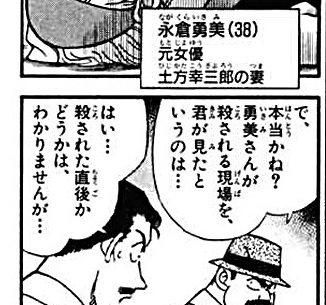 永倉勇美(38)
元女優
土方幸三郎の妻
で、
本当かね？
勇美さんが
殺される現場を、
君が見たと
いうのは…
はい…
殺された直後か
どうかは、
わかりませんが…